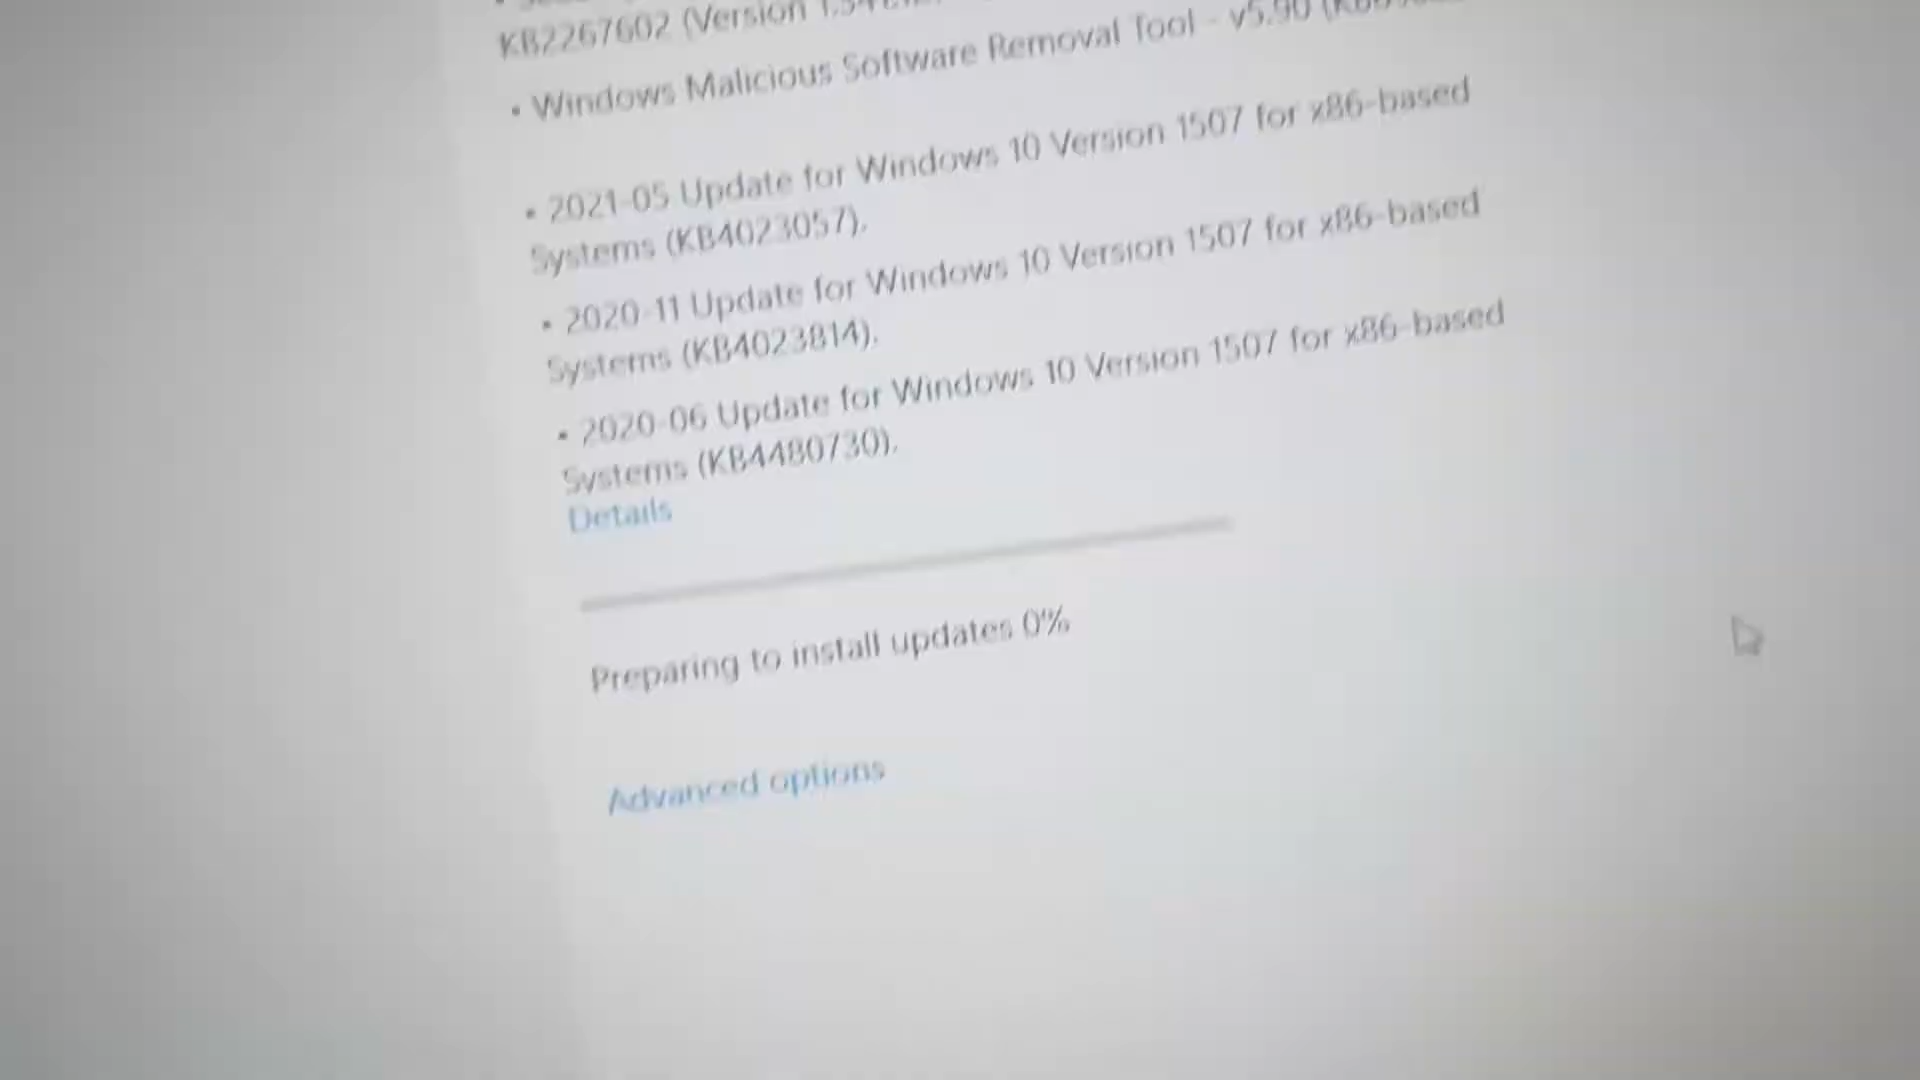 KB2267602 (Version
• Windows Malicious Software Removal Tool - v5.90
• 2021-05 Update for Windows 10 Version 1507 for x86-based
Systems (KB4023057).
• 2020-11 Update for Windows 10 Version 1507 for x86-based
Systems (KB4023814).
• 2020-06 Update for Windows 10 Version 1507 for x86-based
Systems (KB4480730).
Details
Preparing to install updates 0%
Advanced options